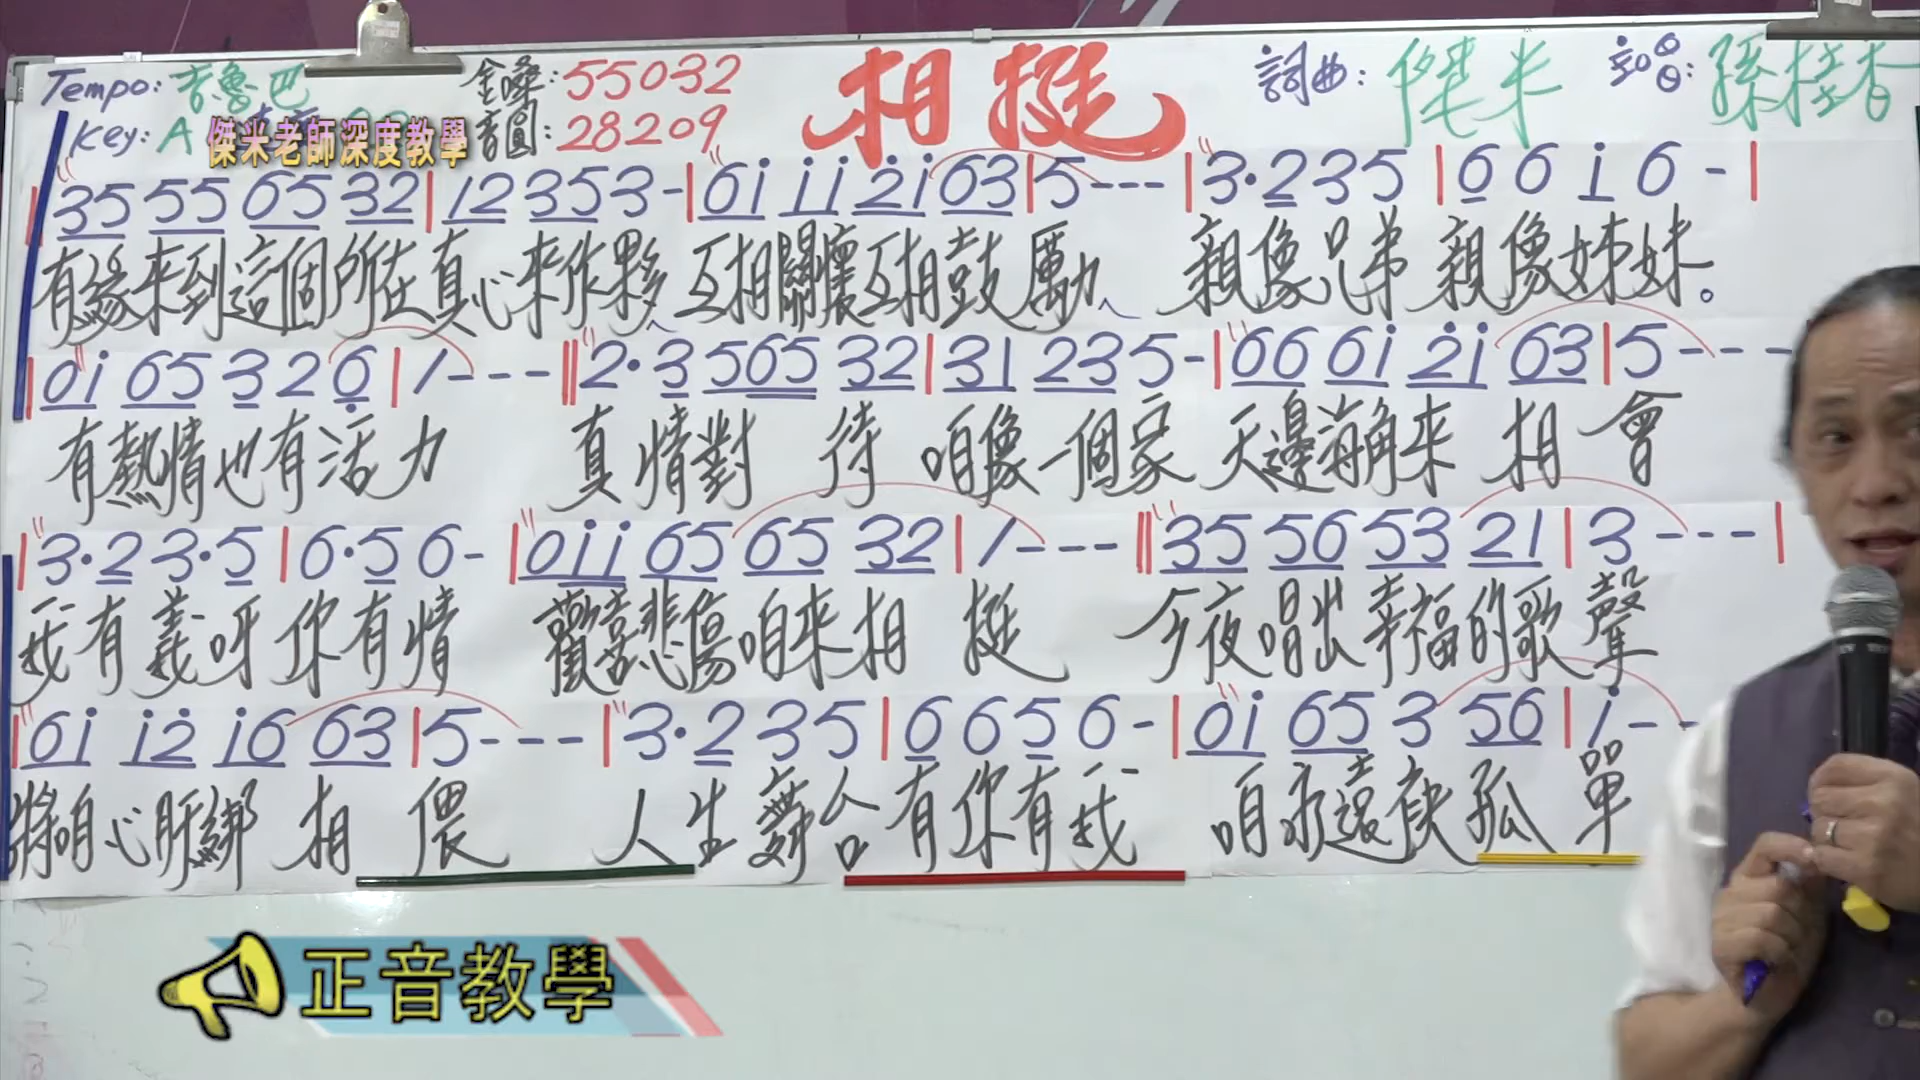 Tempo: 吉魯巴 金嗓: 55032 相挺 詞曲: 傑米 主唱: 孫桂香
Key: A 傑米老師深度教學 音圓: 28209
35 55 65 32 | 12 353- | 6i ii 2i 63 | 5--- | 3·2 3 5 | 6 6 i 6 - |
有緣來到這個所在真心來作夥 互相關懷互相鼓勵 親像兄弟 親像姊妹。
| 0i 65 3 2 6 | 1--- || 2·3 565 32 | 31 23 5- | 66 6i 2i 63 | 5---
有熱情也有活力 真情對待 咱像一個家 天邊海角來相會
| 3·2 3·5 | 6·5 6- | 0ii 65 65 32 | 1--- || 35 56 53 21 | 3--- |
我有義呀你有情 歡喜悲傷咱來相挺 今夜唱出幸福的歌聲
| 6i i2 i6 63 | 5--- | 3·2 3 5 | 6 6 5 6- | 0i 65 3 56 | i--
將咱心肝綁相偎 人生舞台有你有我 咱永遠袂孤單
正音教學